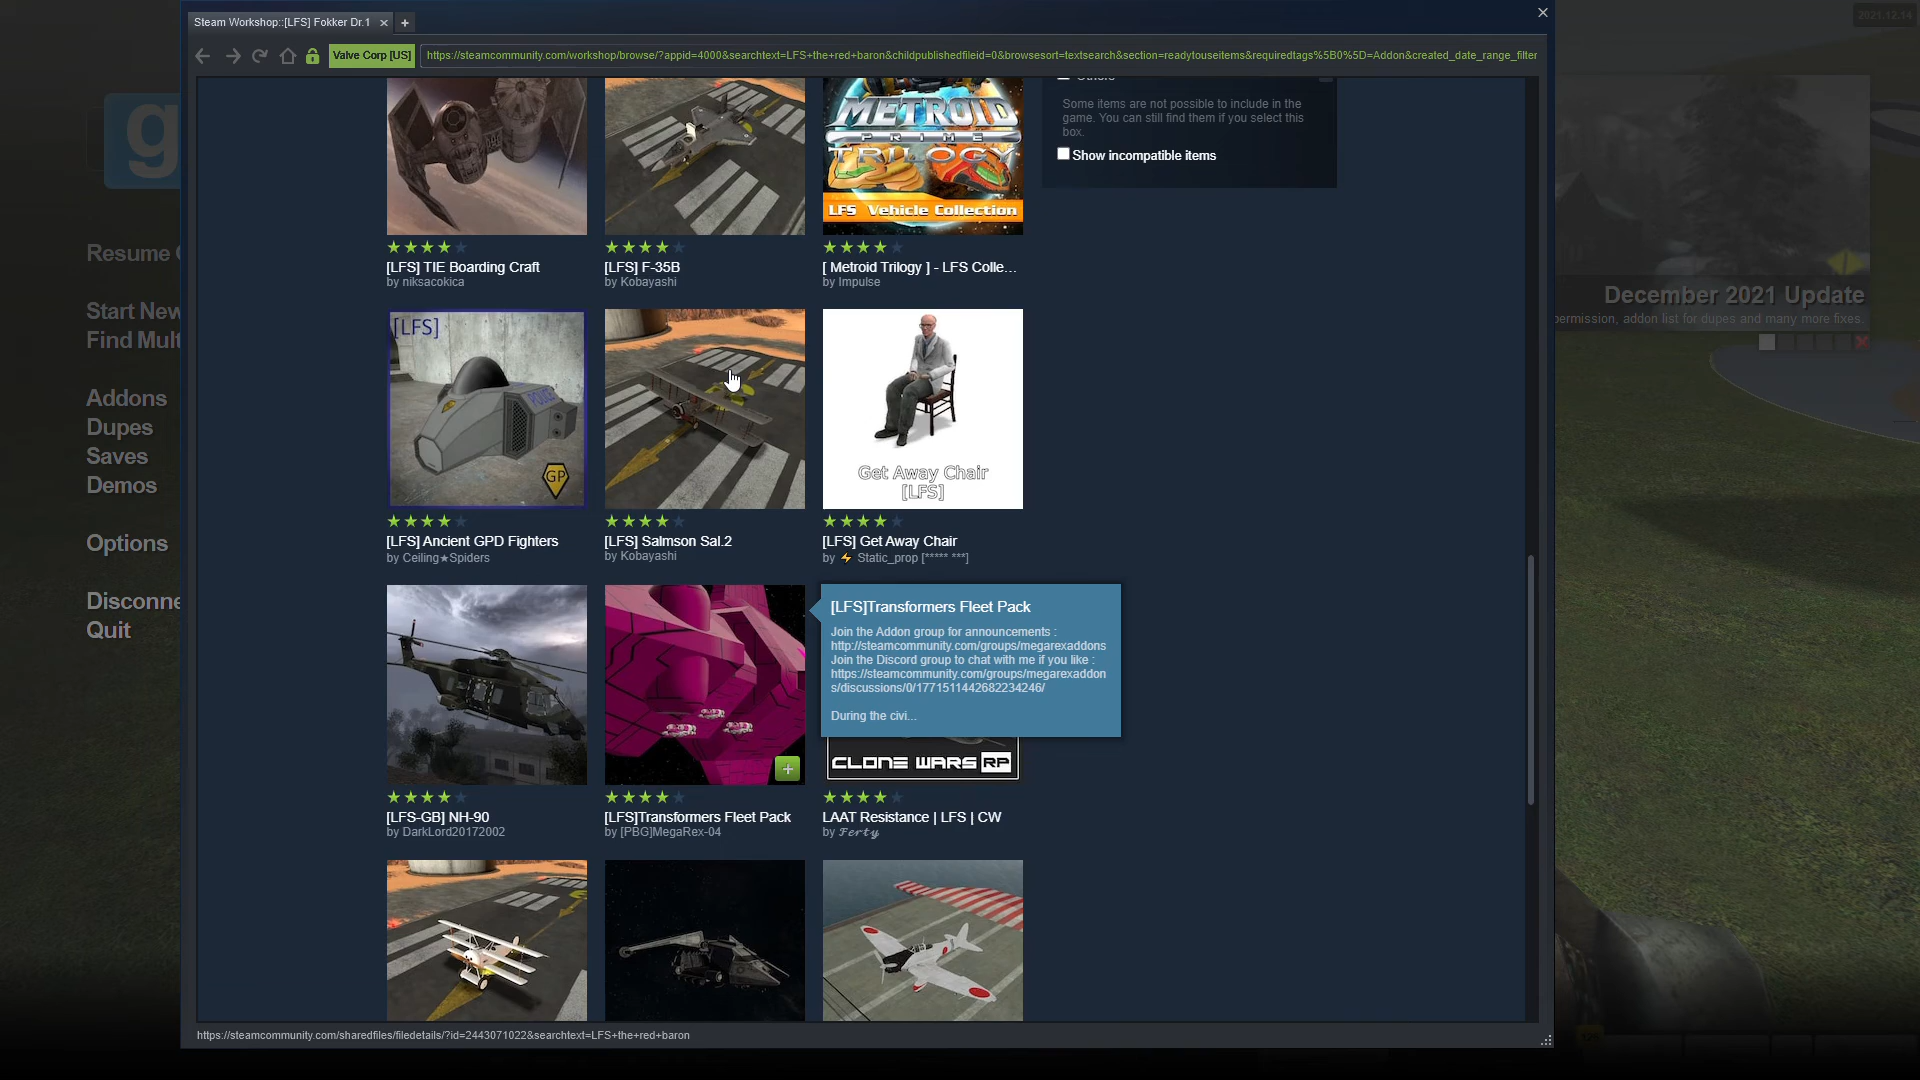 Steam Workshop::[LFS] Fokker Dr.1
2021.12.14
Valve Corp [US]
https://steamcommunity.com/workshop/browse/?appid=4000&searchtext=LFS+the+red+baron&childpublishedfileid=0&browsesort=textsearch&section=readytouseitems&requiredtags%5B0%5D=Addon&created_date_range_filter
g
Resume
Start New
Find Mult
Addons
Dupes
Saves
Demos
Options
Disconne
Quit
METROID
PRIME
TRILOGY
LFS Vehicle Collection
Others
Some items are not possible to include in the
game. You can still find them if you select this
box.
Show incompatible items
December 2021 Update
permission, addon list for dupes and many more fixes.
[LFS] TIE Boarding Craft
by niksacokica
[LFS] F-35B
by Kobayashi
[ Metroid Trilogy ] - LFS Colle...
by Impulse
[LFS]
POLICE
GP
Get Away Chair
[LFS]
[LFS] Ancient GPD Fighters
by Ceiling★Spiders
[LFS] Salmson Sal.2
by Kobayashi
[LFS] Get Away Chair
by ⚡ Static_prop [***** ***]
[LFS]Transformers Fleet Pack
Join the Addon group for announcements :
http://steamcommunity.com/groups/megarexaddons
Join the Discord group to chat with me if you like :
https://steamcommunity.com/groups/megarexaddon
s/discussions/0/1771511442682234246/
During the civi...
CLONE WARS RP
[LFS-GB] NH-90
by DarkLord20172002
[LFS]Transformers Fleet Pack
by [PBG]MegaRex-04
LAAT Resistance | LFS | CW
by 𝓕𝓮𝓻𝓽𝔂
https://steamcommunity.com/sharedfiles/filedetails/?id=2443071022&searchtext=LFS+the+red+baron